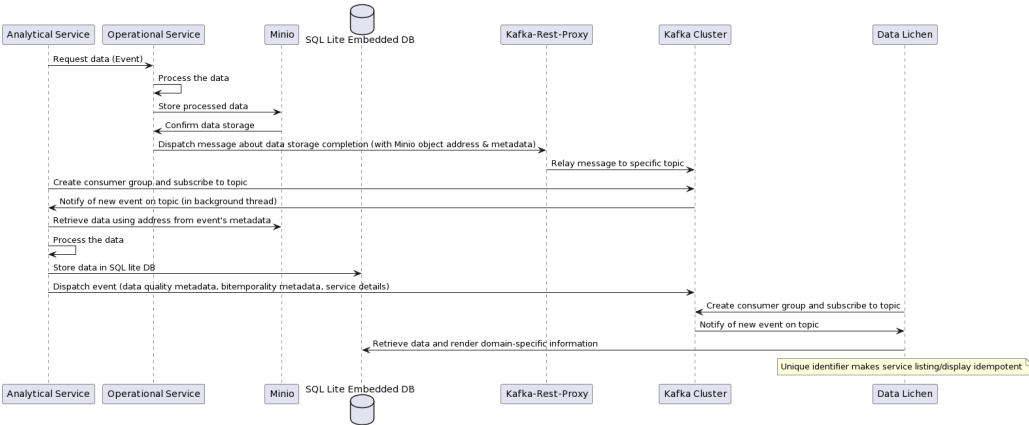 Analytical Service Operational Service Minio SQL Lite Embedded DB Kafka-Rest-Proxy Kafka Cluster Data Lichen
Request data (Event)
Process the data
Store processed data
Confirm data storage
Dispatch message about data storage completion (with Minio object address & metadata)
Relay message to specific topic
Create consumer group and subscribe to topic
Notify of new event on topic (in background thread)
Retrieve data using address from event's metadata
Process the data
Store data in SQL lite DB
Dispatch event (data quality metadata, bitemporality metadata, service details)
Create consumer group and subscribe to topic
Notify of new event on topic
Retrieve data and render domain-specific information
Unique identifier makes service listing/display idempotent
Analytical Service Operational Service Minio SQL Lite Embedded DB Kafka-Rest-Proxy Kafka Cluster Data Lichen